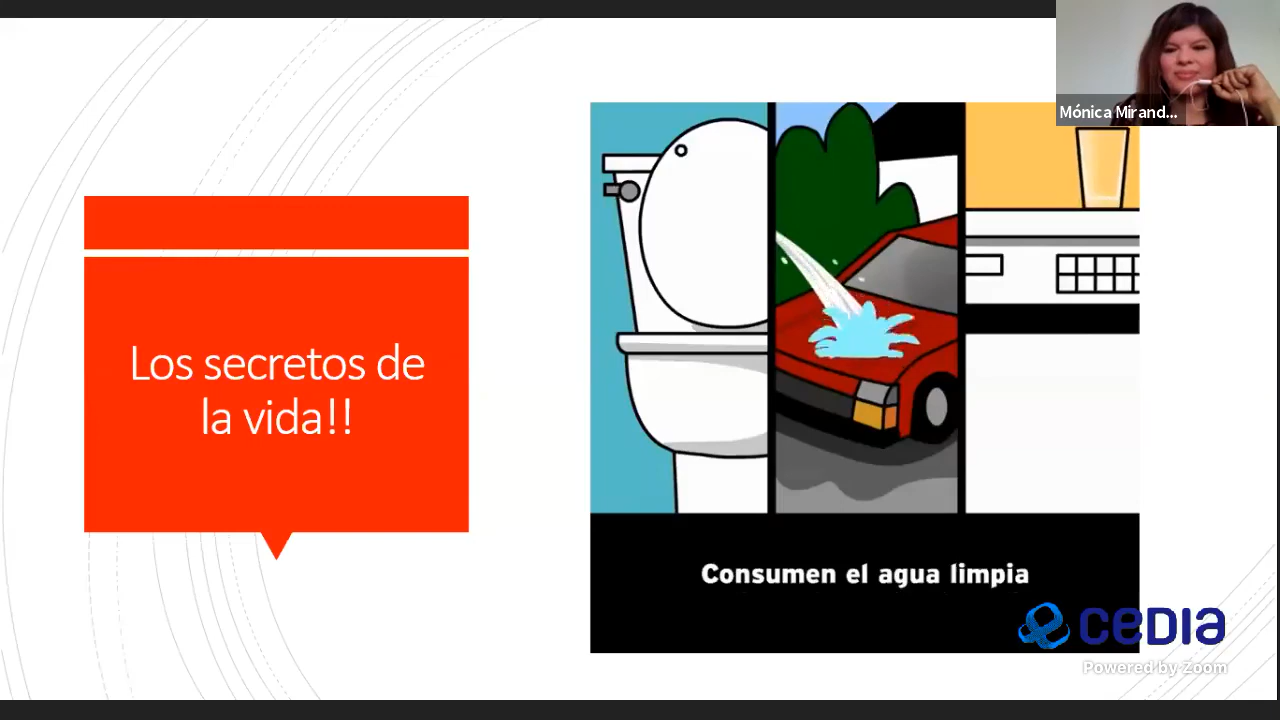 Mónica Mirand...
Los secretos de
la vida!!
Consumen el agua limpia
CEDIA
Powered by Zoom